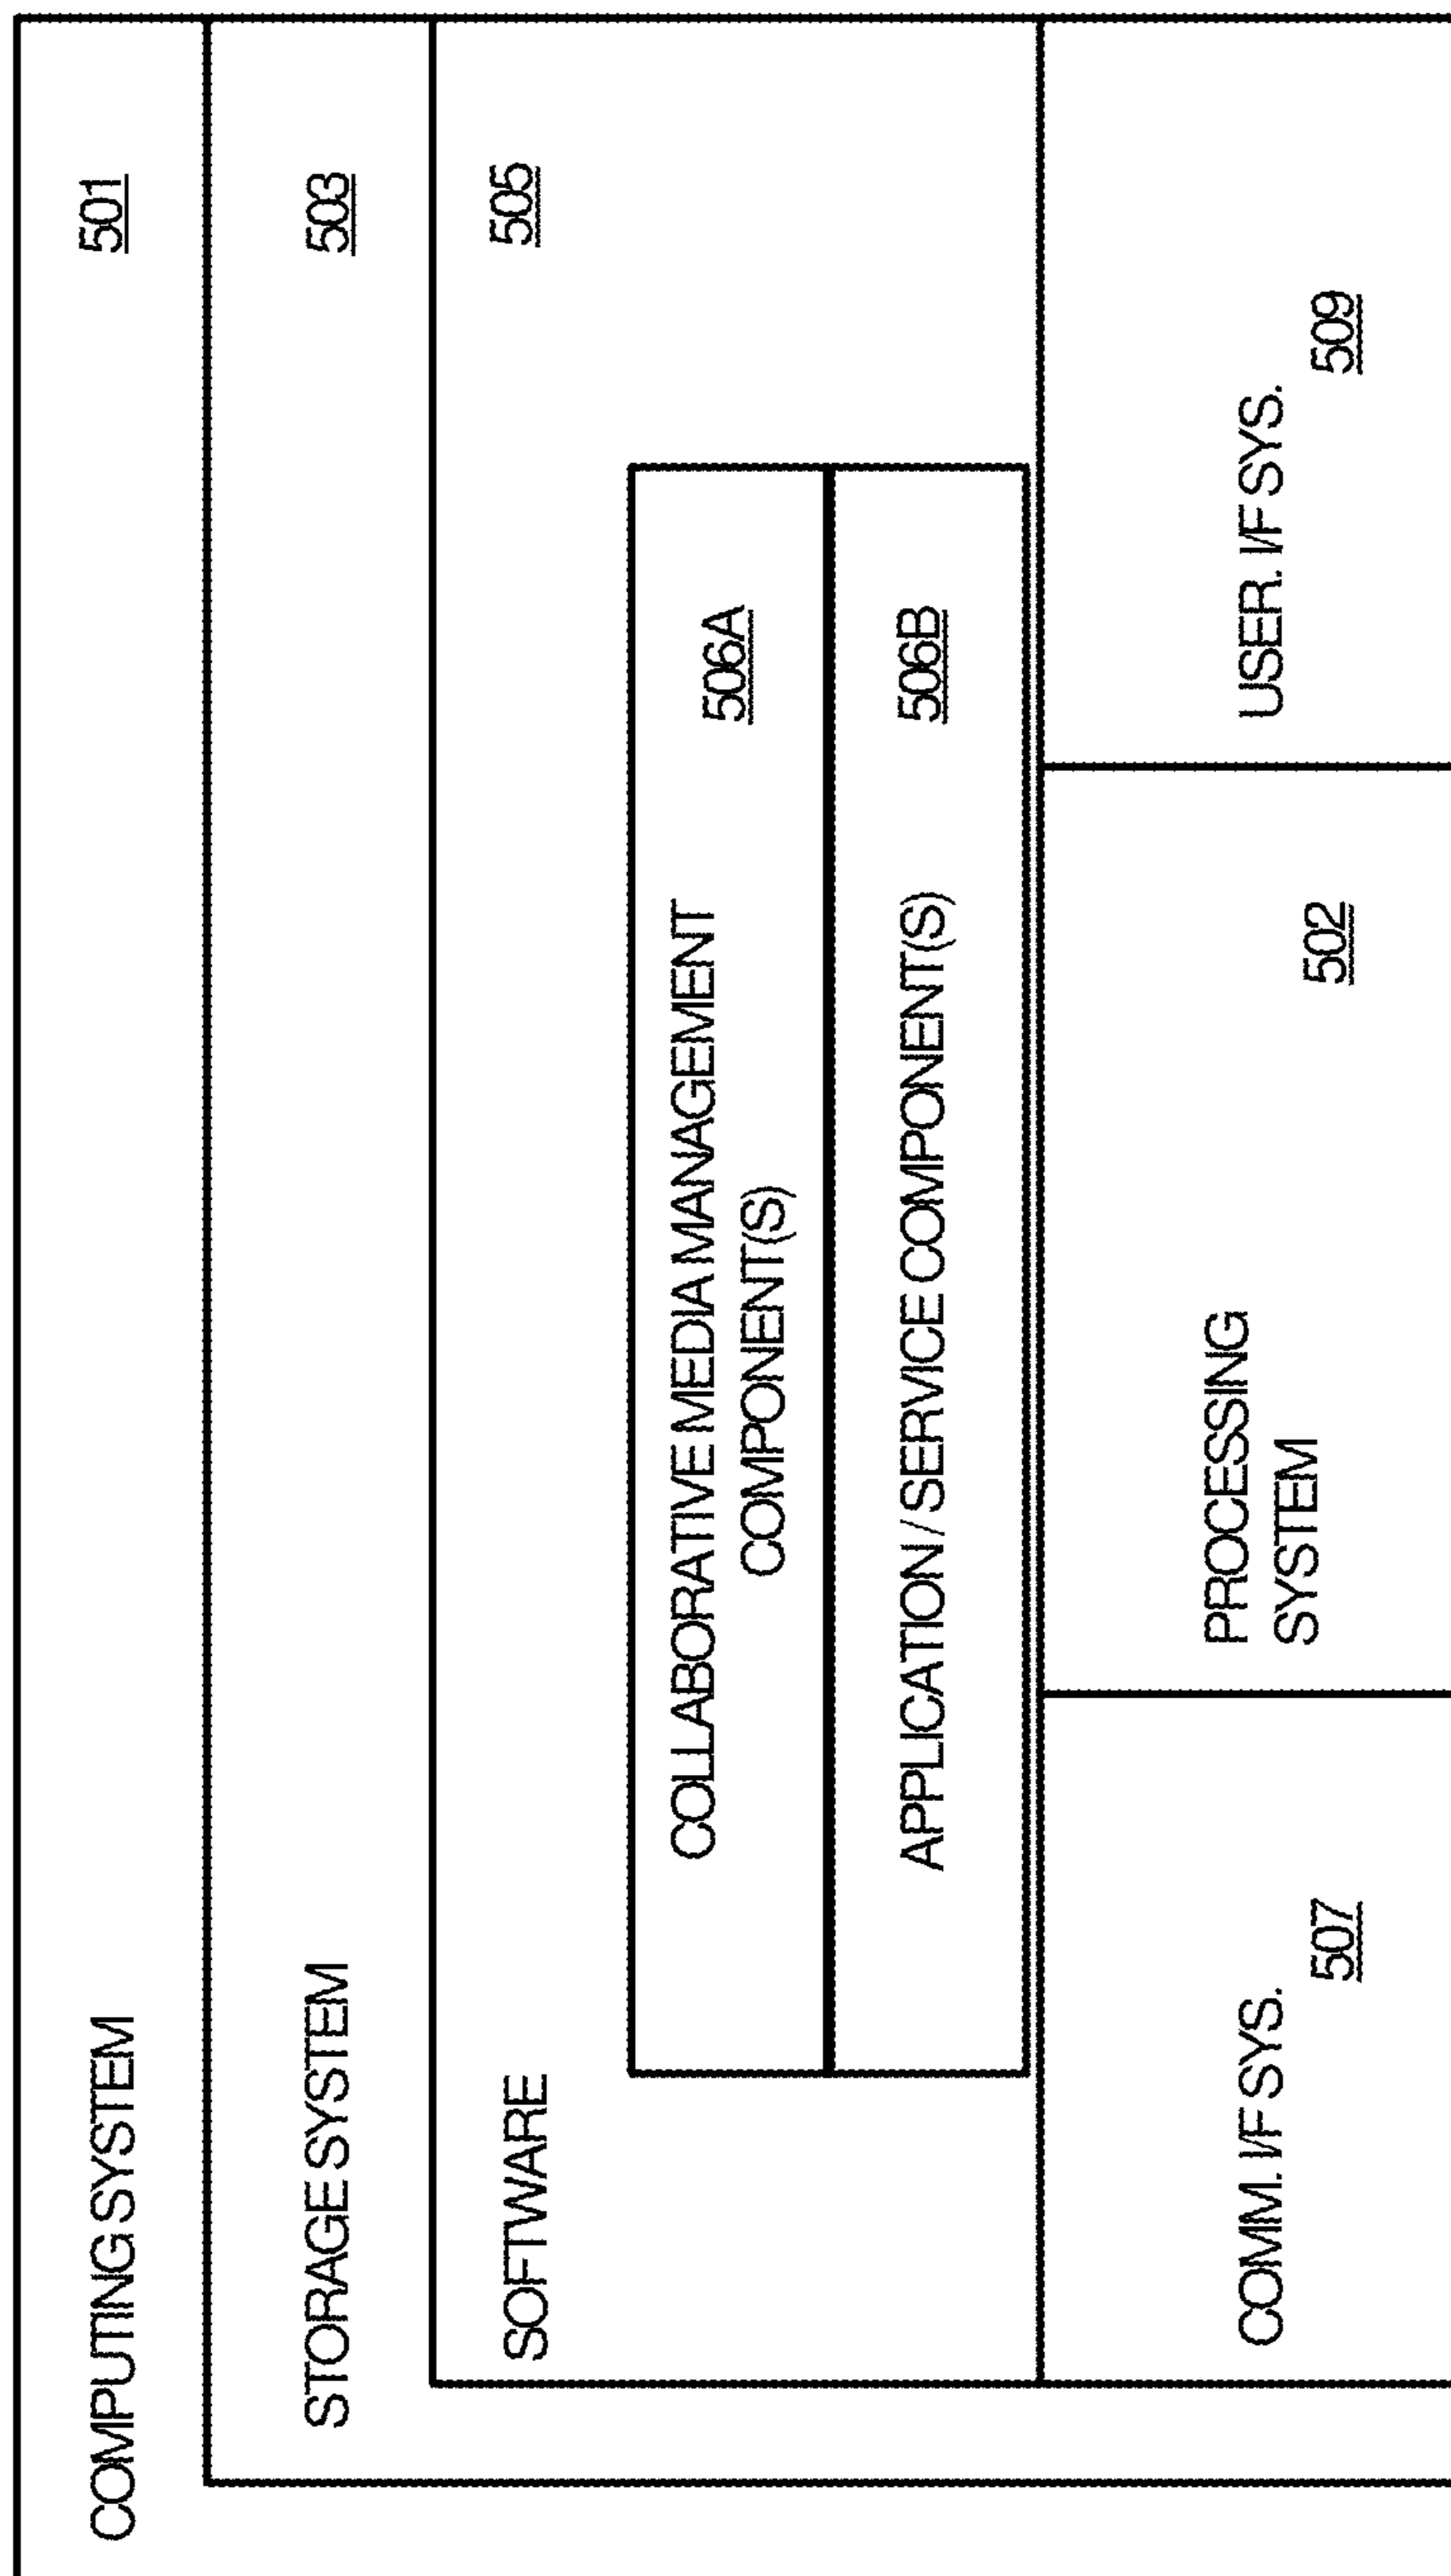 COMPUTING SYSTEM 501
STORAGE SYSTEM 503
SOFTWARE 505
COLLABORATIVE MEDIA MANAGEMENT
COMPONENT(S)
506A
APPLICATION / SERVICE COMPONENT(S) 506B
COMM. I/F SYS.
507
PROCESSING
SYSTEM
502
USER. I/F SYS.
509